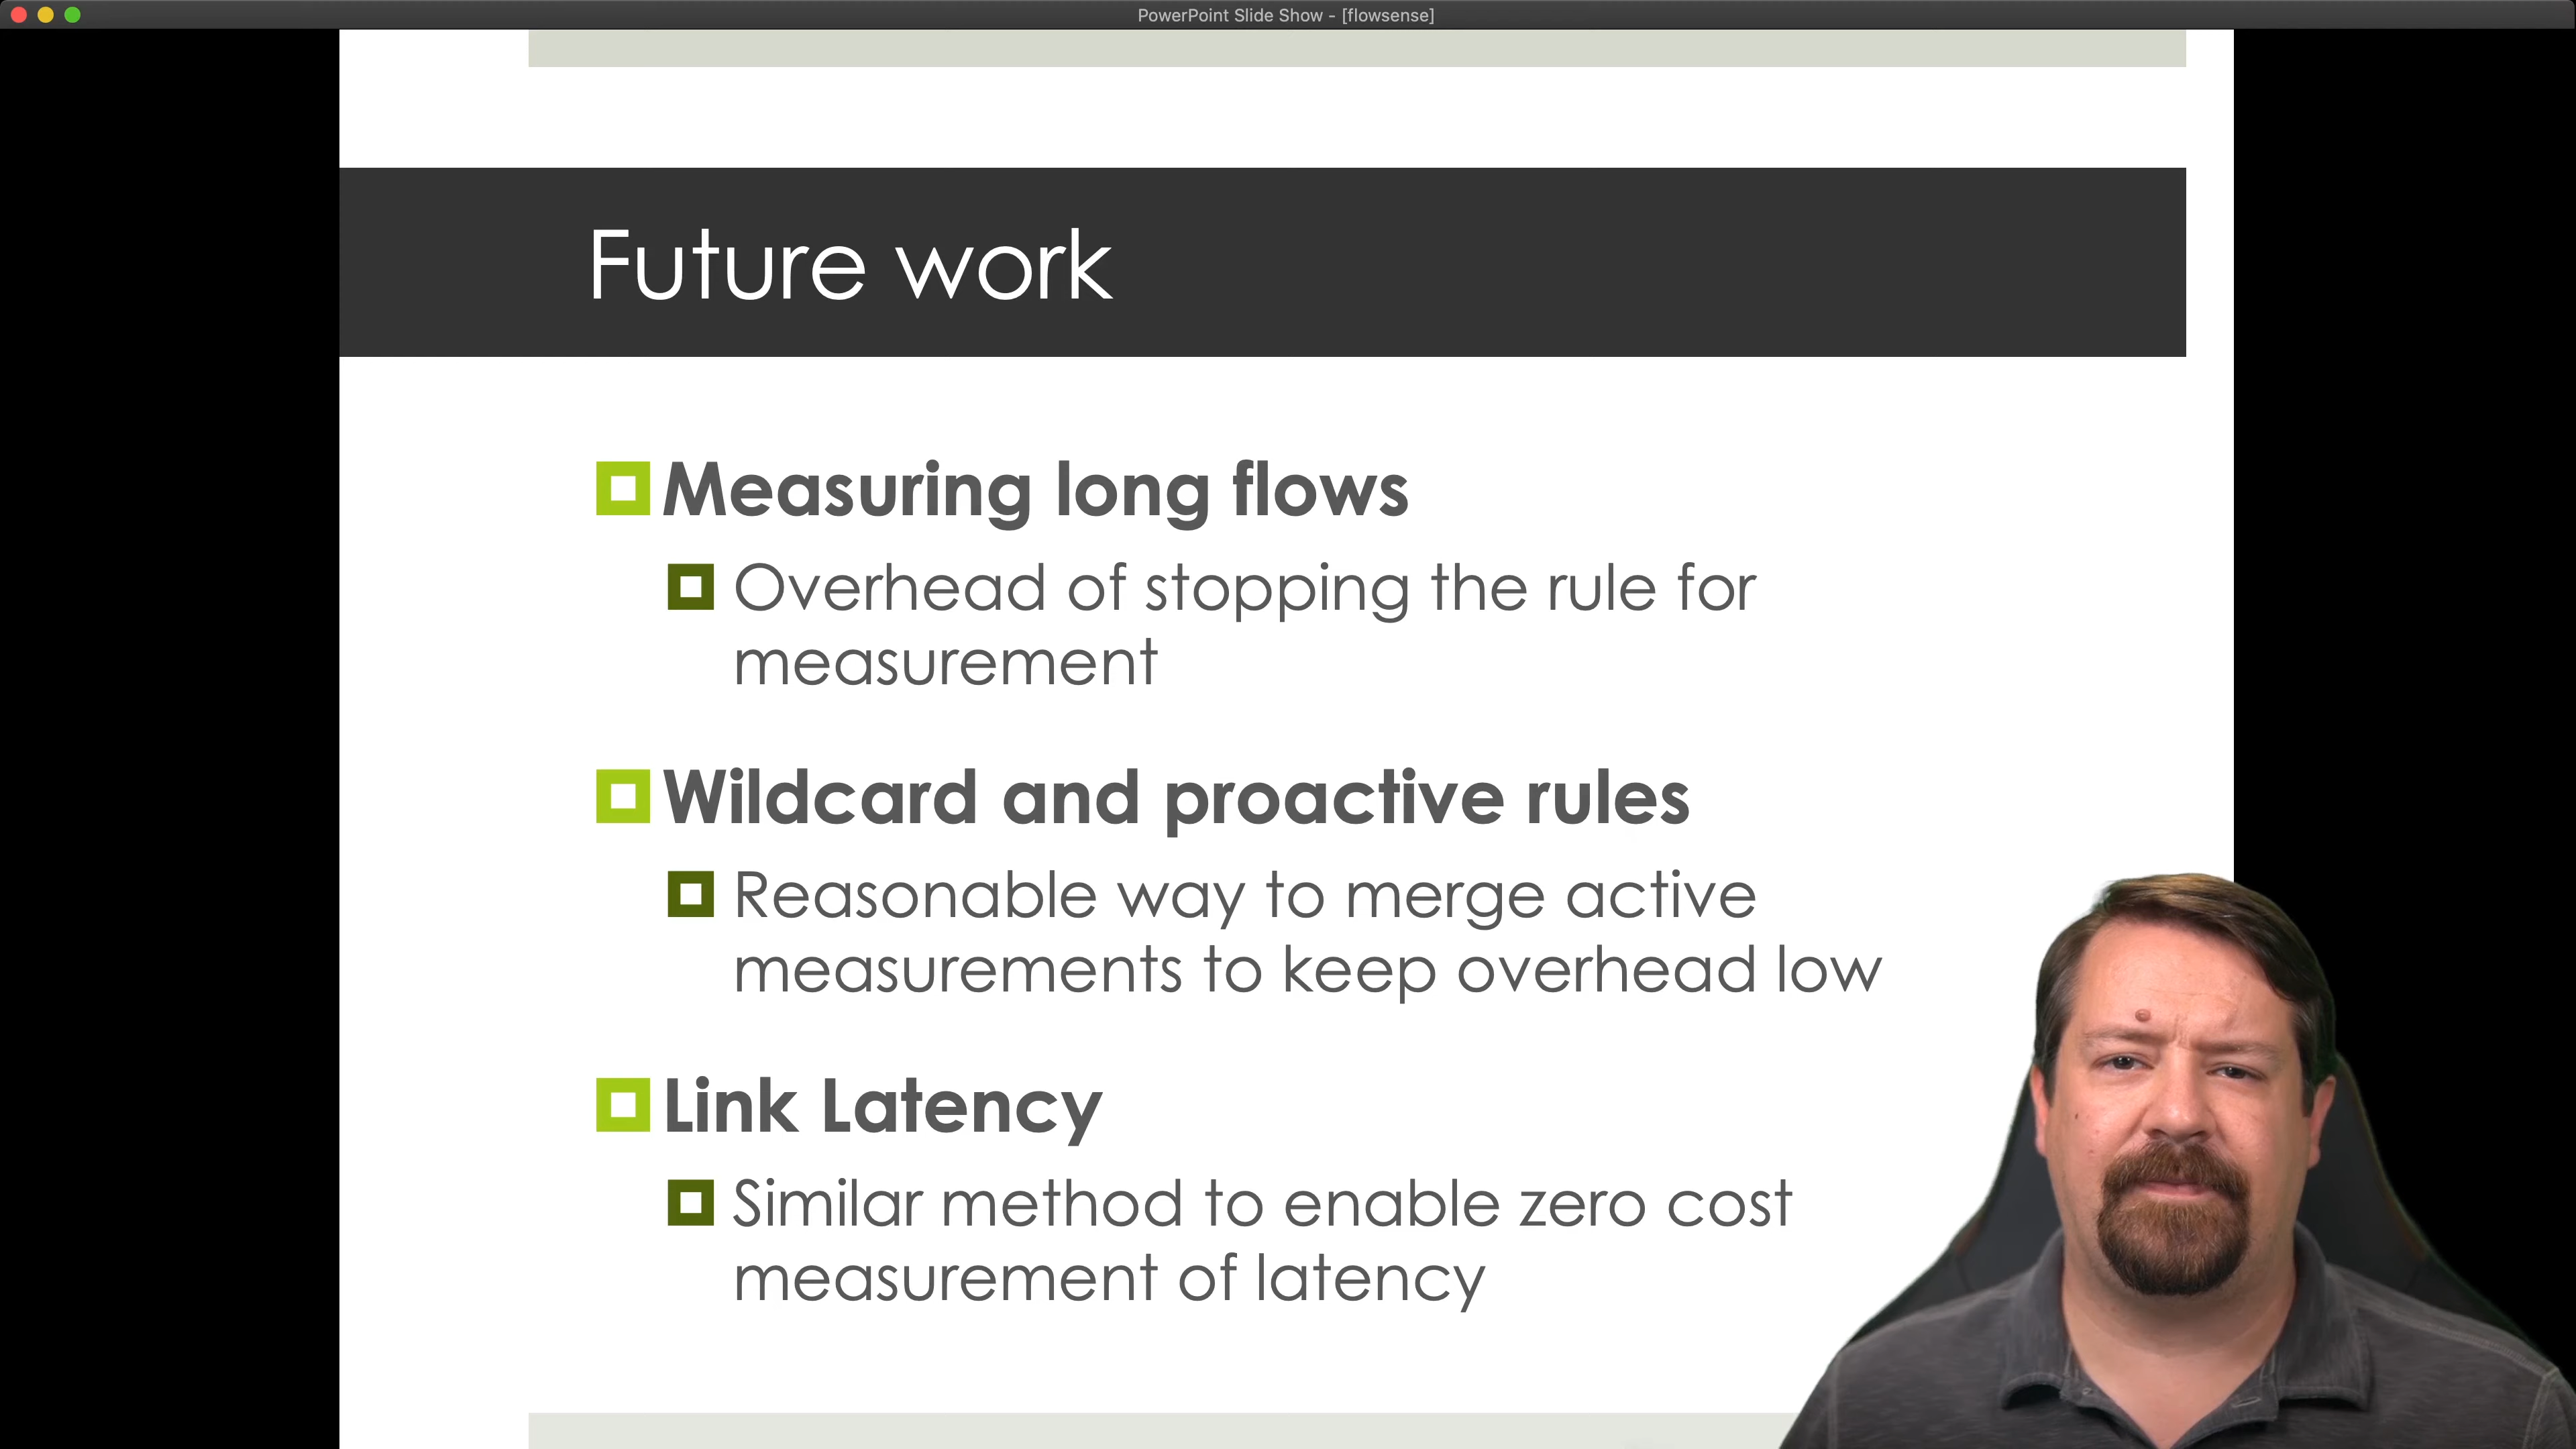 PowerPoint Slide Show - [flowsense]
Future work
Measuring long flows
Overhead of stopping the rule for
measurement
Wildcard and proactive rules
Reasonable way to merge active
measurements to keep overhead low
Link Latency
Similar method to enable zero cost
measurement of latency